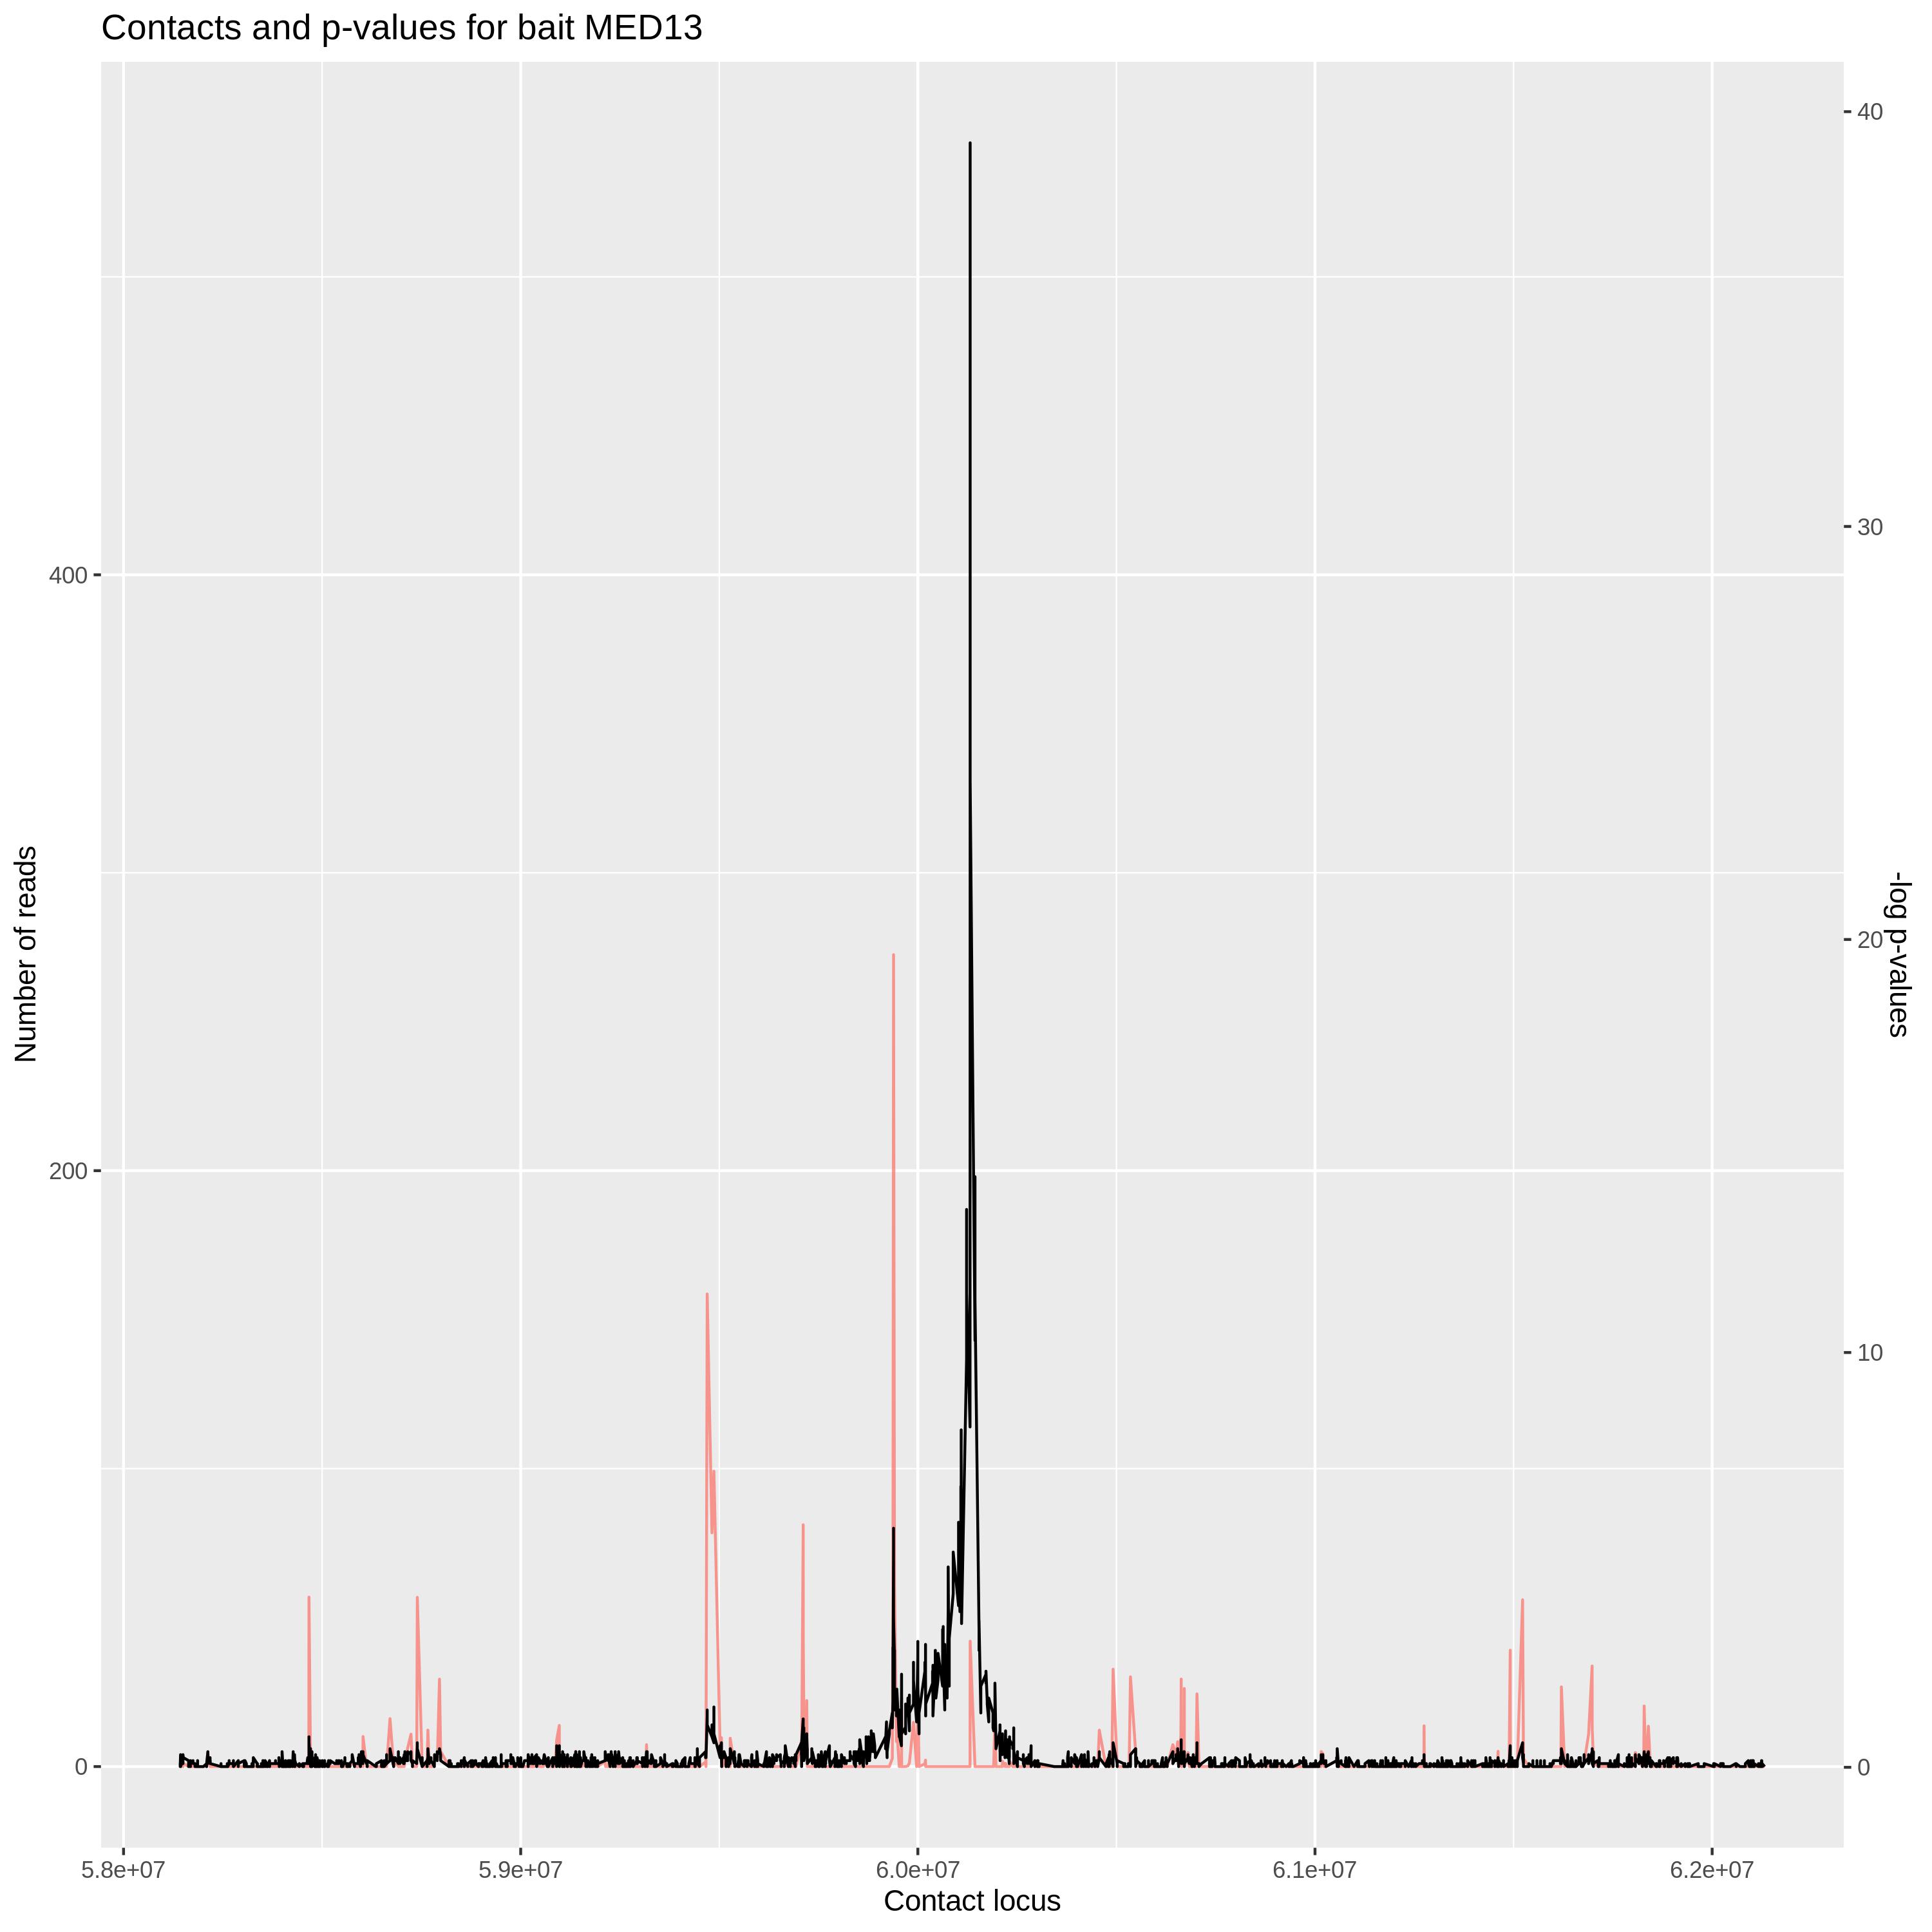 Contacts and p-values for bait MED13
40
30
400
20
200
10
0
0
Number of reads
-log p-values
5.8e+07
5.9e+07
6.0e+07
6.1e+07
6.2e+07
Contact locus